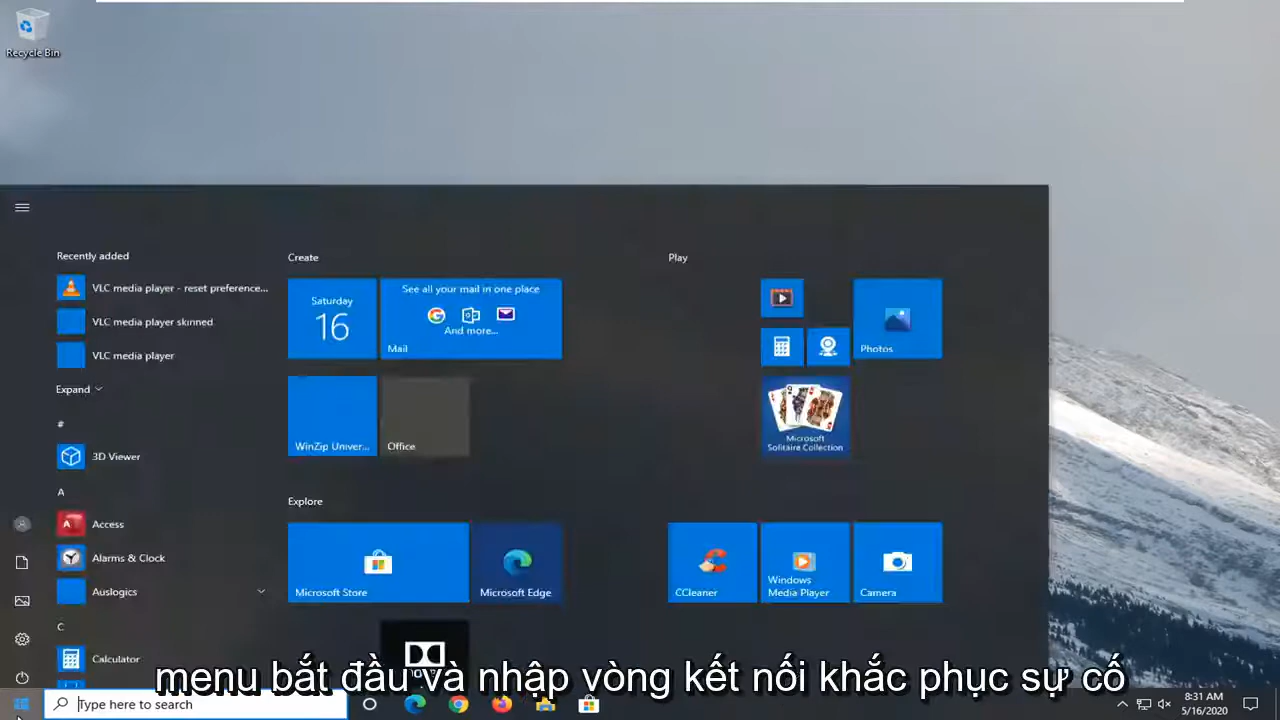 Recycle Bin
Recently added
VLC media player - reset preference...
VLC media player skinned
VLC media player
Expand
#
3D Viewer
A
Access
Alarms & Clock
Auslogics
C
Calculator
Create
Saturday
16
See all your mail in one place
And more...
Mail
WinZip Univer...
Office
Explore
Microsoft Store
Microsoft Edge
Play
Photos
Microsoft
Solitaire Collection
CCleaner
Windows
Media Player
Camera
menu bắt đầu và nhập vòng kết nối khắc phục sự cố
Type here to search
8:31 AM
5/16/2020